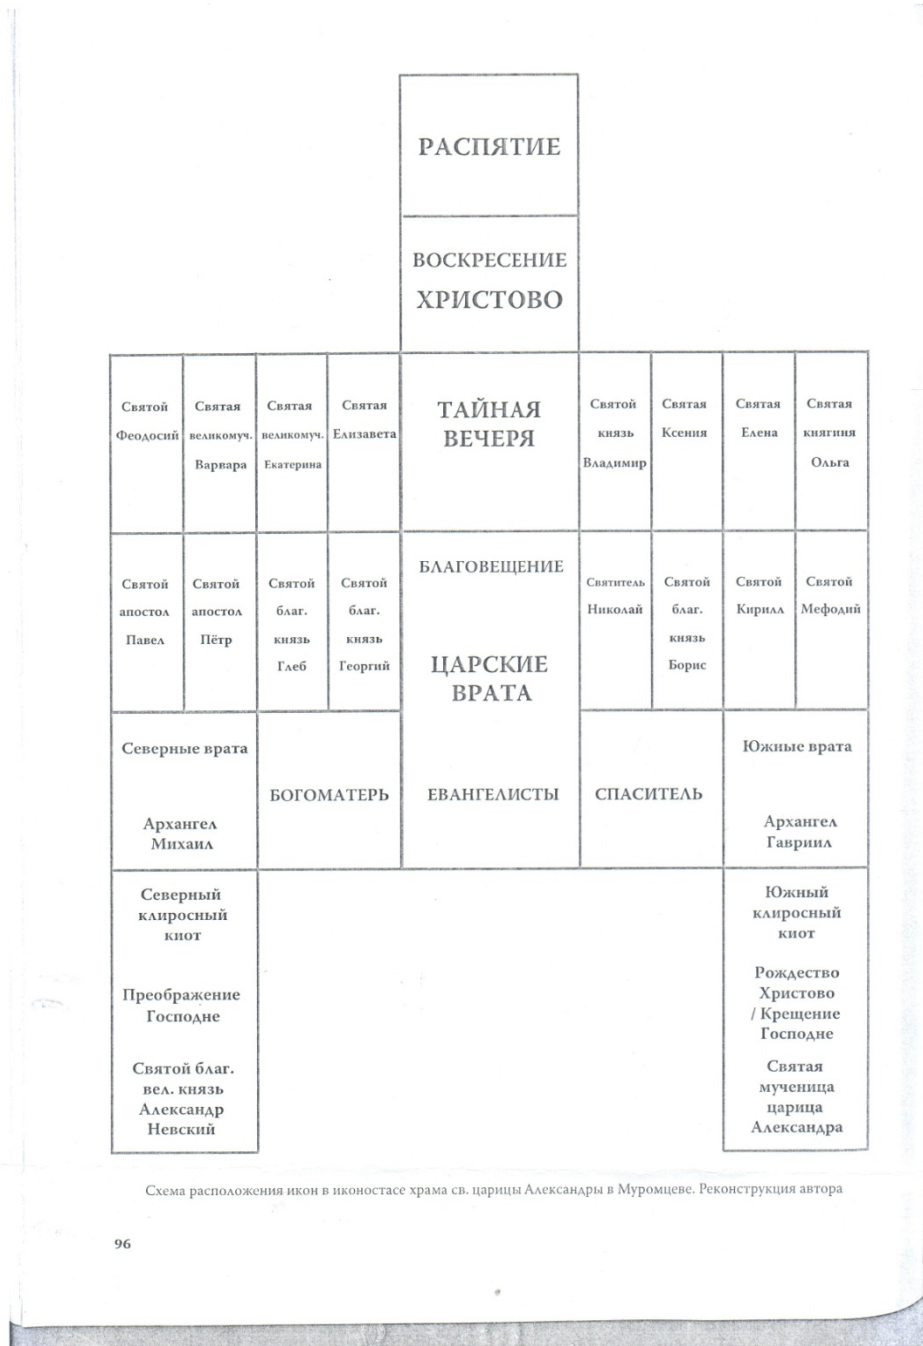 РАСПЯТИЕ
ВОСКРЕСЕНИЕ
ХРИСТОВО
Святой
Феодосий
Святая
великомуч.
Варвара
Святая
великомуч.
Екатерина
Святая
Елизавета
ТАЙНАЯ
ВЕЧЕРЯ
Святой
князь
Владимир
Святая
Ксения
Святая
Елена
Святая
княгиня
Ольга
Святой
апостол
Павел
Святой
апостол
Пётр
Святой
благ.
князь
Глеб
Святой
благ.
князь
Георгий
БЛАГОВЕЩЕНИЕ
ЦАРСКИЕ
ВРАТА
ЕВАНГЕЛИСТЫ
Святитель
Николай
Святой
благ.
князь
Борис
Святой
Кирилл
Святой
Мефодий
Северные врата
Архангел
Михаил
БОГОМАТЕРЬ
СПАСИТЕЛЬ
Южные врата
Архангел
Гавриил
Северный
клиросный
киот
Преображение
Господне
Святой благ.
вел. князь
Александр
Невский
Южный
клиросный
киот
Рождество
Христово
/ Крещение
Господне
Святая
мученица
царица
Александра
Схема расположения икон в иконостасе храма св. царицы Александры в Муромцеве. Реконструкция автора
96